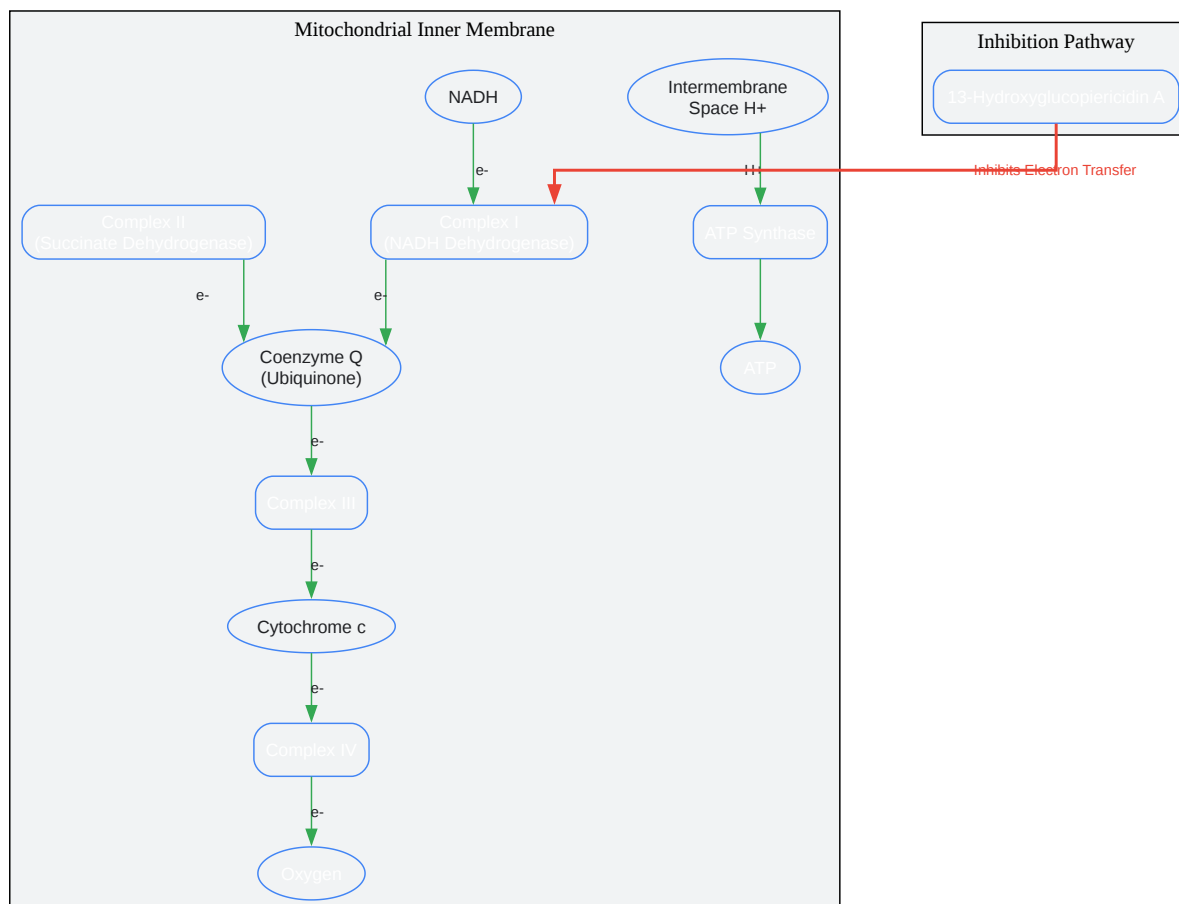 Mitochondrial Inner Membrane
Inhibition Pathway
NADH
Intermembrane
Space H+
13-Hydroxyglucopiericidin A
e-
H+
Inhibits Electron Transfer
Complex II
(Succinate Dehydrogenase)
Complex I
(NADH Dehydrogenase)
ATP Synthase
e-
e-
Coenzyme Q
(Ubiquinone)
ATP
e-
Complex III
e-
Cytochrome c
e-
Complex IV
e-
Oxygen